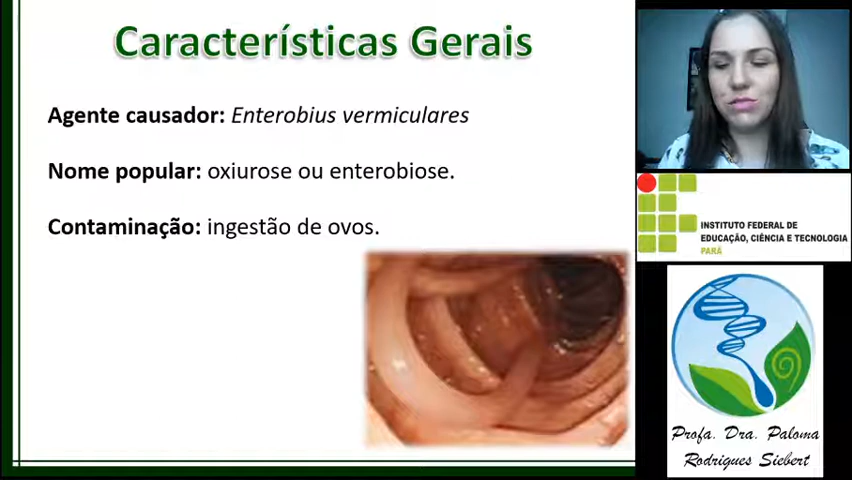 Características Gerais
Agente causador: Enterobius vermiculares
Nome popular: oxiurose ou enterobiose.
Contaminação: ingestão de ovos.
INSTITUTO FEDERAL DE
EDUCAÇÃO, CIÊNCIA E TECNOLOGIA
PARÁ
Profa. Dra. Paloma
Rodrigues Siebert